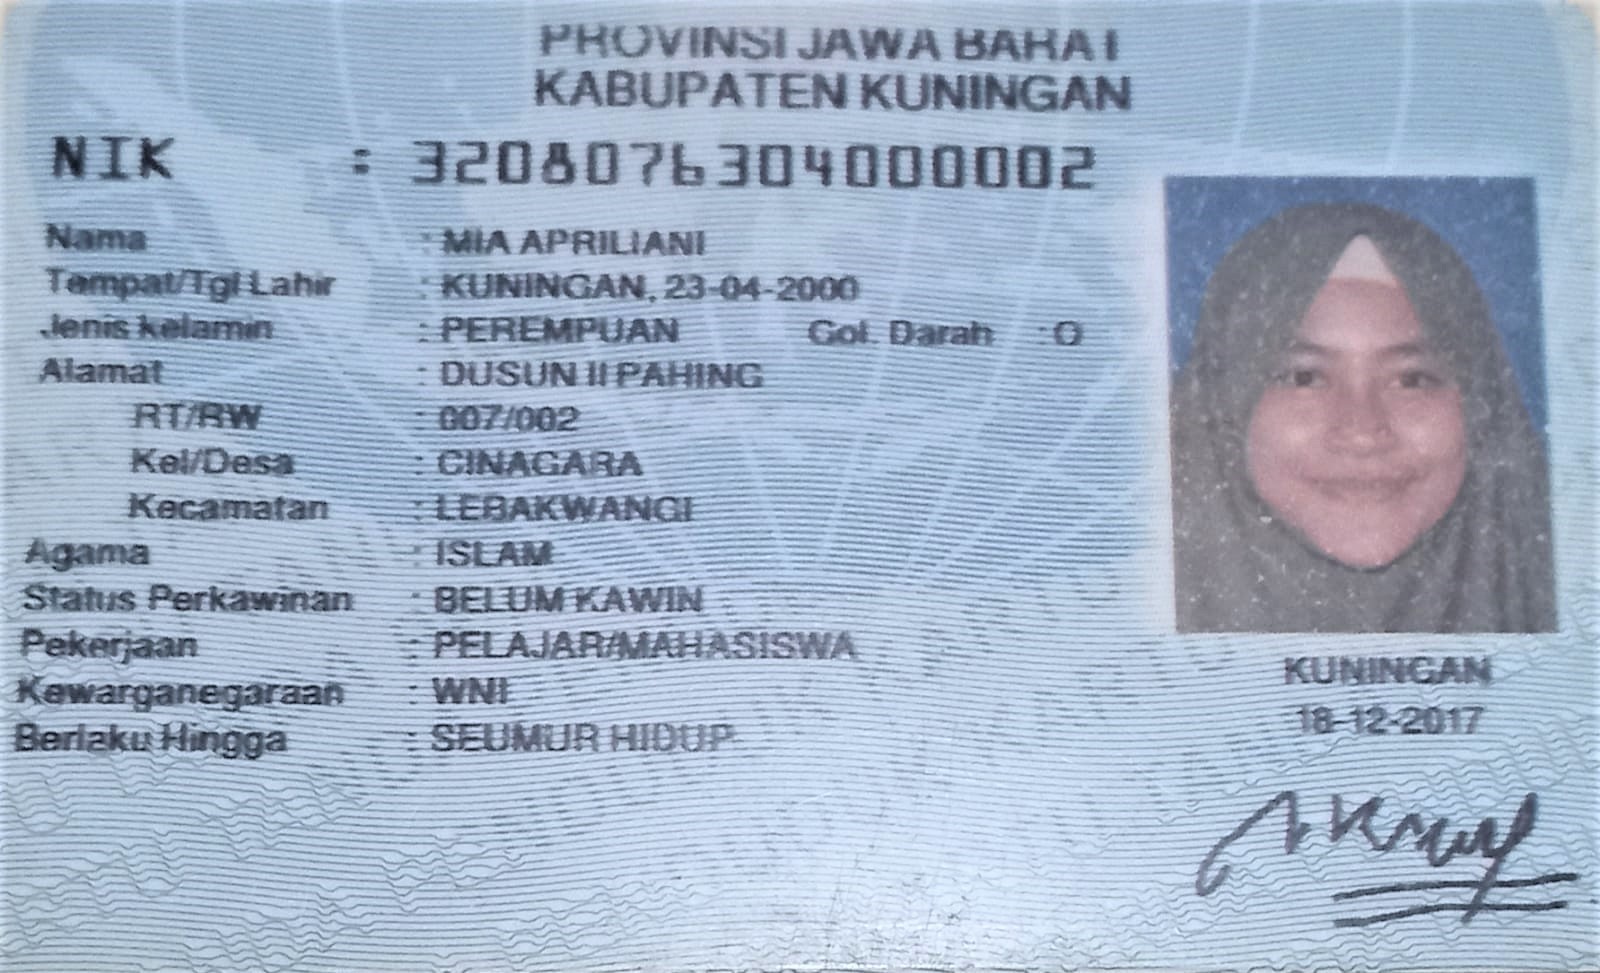 PROVINSI JAWA BARAT
KABUPATEN KUNINGAN
NIK : 3208076304000002
Nama : MIA APRILIANI
Tempat/Tgl Lahir : KUNINGAN, 23-04-2000
Jenis kelamin : PEREMPUAN Gol. Darah : O
Alamat : DUSUN II PAHING
RT/RW : 007/002
Kel/Desa : CINAGARA
Kecamatan : LEBAKWANGI
Agama : ISLAM
Status Perkawinan : BELUM KAWIN
Pekerjaan : PELAJAR/MAHASISWA
Kewarganegaraan : WNI
Berlaku Hingga : SEUMUR HIDUP
KUNINGAN
18-12-2017